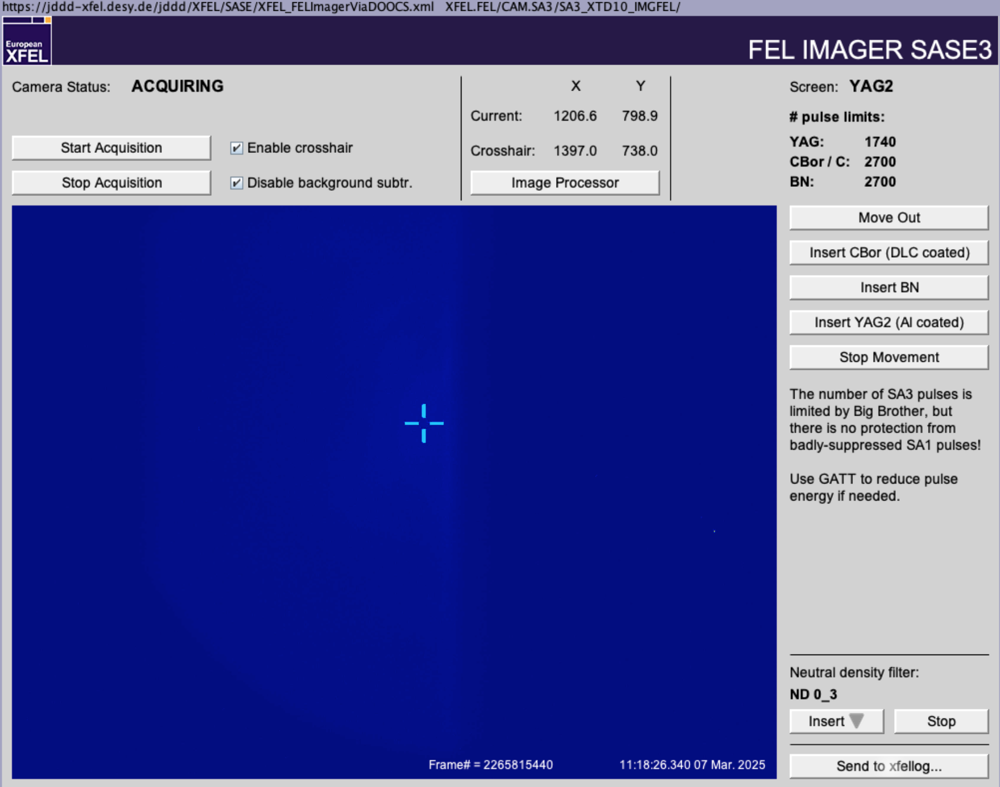 https://jddd-xfel.desy.de/jddd/XFEL/SASE/XFEL_FELImagerViaDOOCS.xml XFEL.FEL/CAM.SA3/SA3_XTD10_IMGFEL/
European
XFEL
FEL IMAGER SASE3
Camera Status: ACQUIRING
Start Acquisition
Enable crosshair
Stop Acquisition
Disable background subtr.
X Y
Current: 1206.6 798.9
Crosshair: 1397.0 738.0
Image Processor
Screen: YAG2
# pulse limits:
YAG: 1740
CBor / C: 2700
BN: 2700
Move Out
Insert CBor (DLC coated)
Insert BN
Insert YAG2 (Al coated)
Stop Movement
The number of SA3 pulses is
limited by Big Brother, but
there is no protection from
badly-suppressed SA1 pulses!
Use GATT to reduce pulse
energy if needed.
Neutral density filter:
ND 0_3
Insert
Stop
Send to xfellog...
Frame# = 2265815440
11:18:26.340 07 Mar. 2025